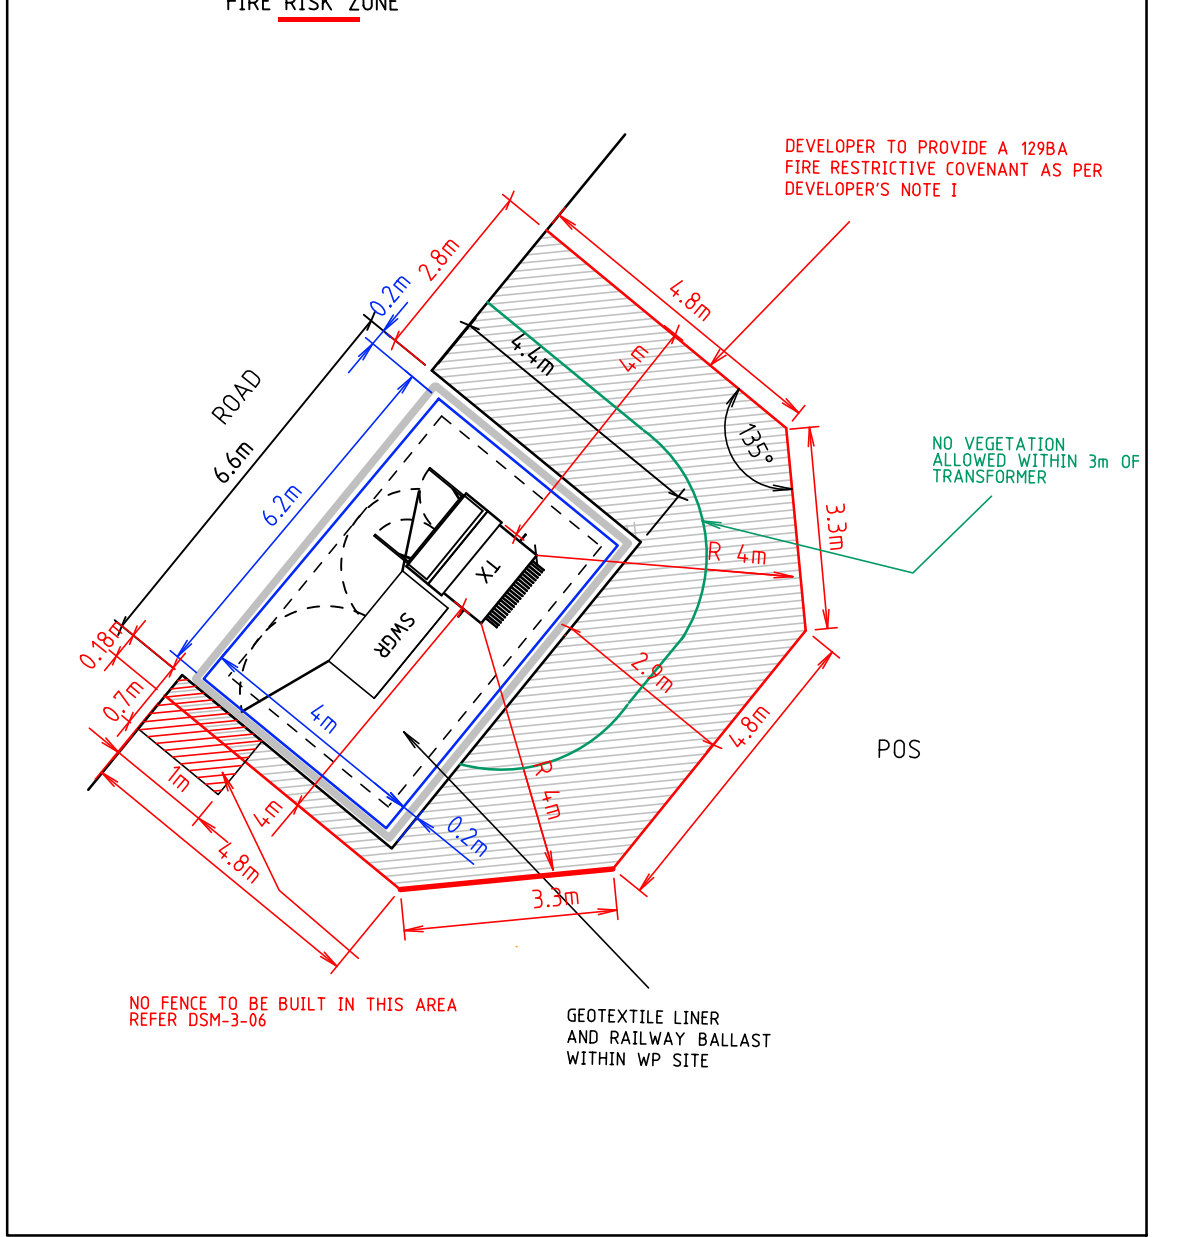 FIRE RISK ZONE
DEVELOPER TO PROVIDE A 129BA
FIRE RESTRICTIVE COVENANT AS PER
DEVELOPER'S NOTE I
2.8m
0.2m
4.8m
4.4m
4m
ROAD
6.6m
6.2m
135°
NO VEGETATION
ALLOWED WITHIN 3m OF
TRANSFORMER
3.3m
R 4m
TX
SWGR
0.18m
0.7m
2.9m
4.8m
POS
4m
1m
4m
R 4m
0.2m
4.8m
3.3m
NO FENCE TO BE BUILT IN THIS AREA
REFER DSM-3-06
GEOTEXTILE LINER
AND RAILWAY BALLAST
WITHIN WP SITE